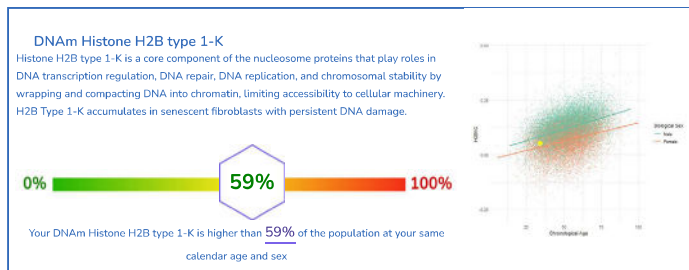 DNAm Histone H2B type 1-K
Histone H2B type 1-K is a core component of the nucleosome proteins that play roles in
DNA transcription regulation, DNA repair, DNA replication, and chromosomal stability by
wrapping and compacting DNA into chromatin, limiting accessibility to cellular machinery.
H2B Type 1-K accumulates in senescent fibroblasts with persistent DNA damage.
0%
59%
100%
Your DNAm Histone H2B type 1-K is higher than 59% of the population at your same
calendar age and sex
Biological Sex
Male
Female
Chronological Age